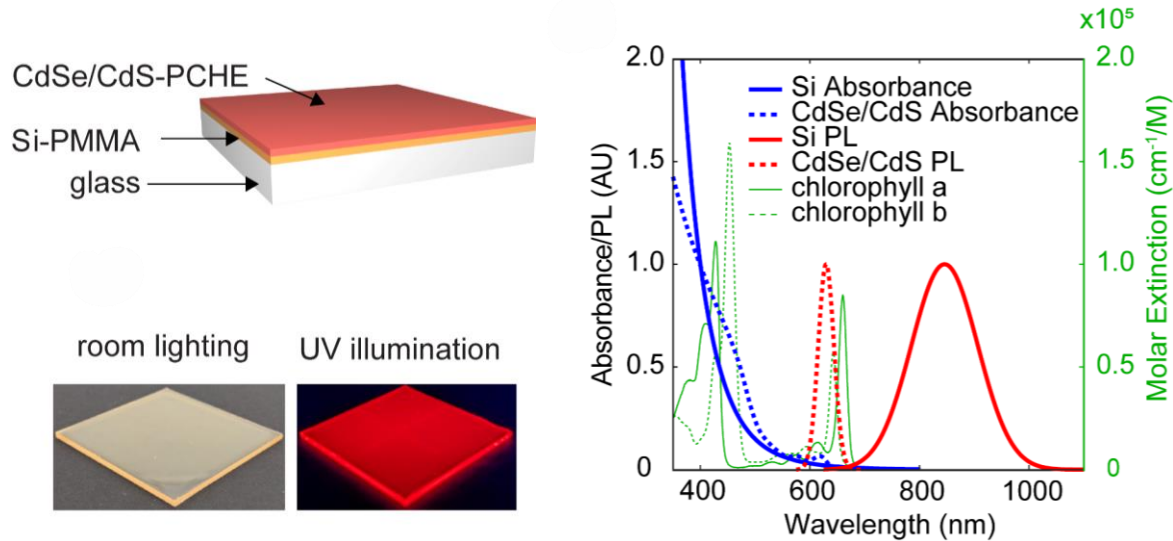 CdSe/CdS-PCHE
Si-PMMA
glass
room lighting
UV illumination
x10⁵
2.0
1.5
1.0
0.5
0
Absorbance/PL (AU)
Si Absorbance
CdSe/CdS Absorbance
Si PL
CdSe/CdS PL
chlorophyll a
chlorophyll b
2.0
1.5
1.0
0.5
0
Molar Extinction (cm⁻¹/M)
400 600 800 1000
Wavelength (nm)